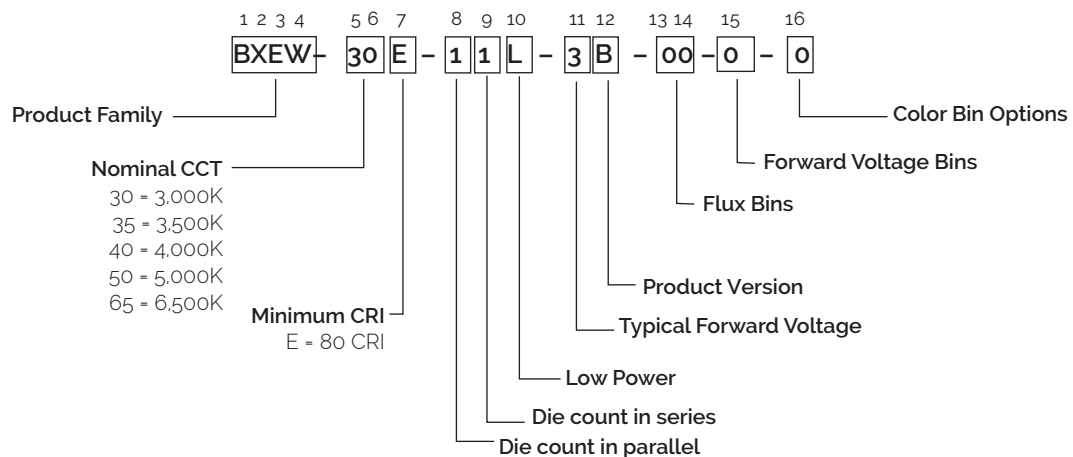 1 2 3 4 5 6 7 8 9 10 11 12 13 14 15 16
BXEW – 30 E – 1 1 L – 3 B – 00 – 0 – 0
Product Family
Color Bin Options
Nominal CCT
Forward Voltage Bins
30 = 3,000K
Flux Bins
35 = 3,500K
40 = 4,000K
50 = 5,000K
65 = 6,500K
Product Version
Minimum CRI
Typical Forward Voltage
E = 80 CRI
Low Power
Die count in series
Die count in parallel